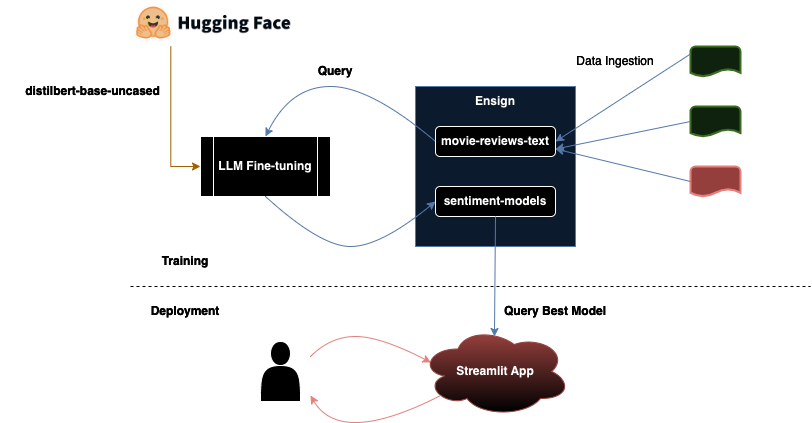 Hugging Face
Query
Data Ingestion
distilbert-base-uncased
Ensign
movie-reviews-text
LLM Fine-tuning
sentiment-models
Training
Deployment
Query Best Model
Streamlit App